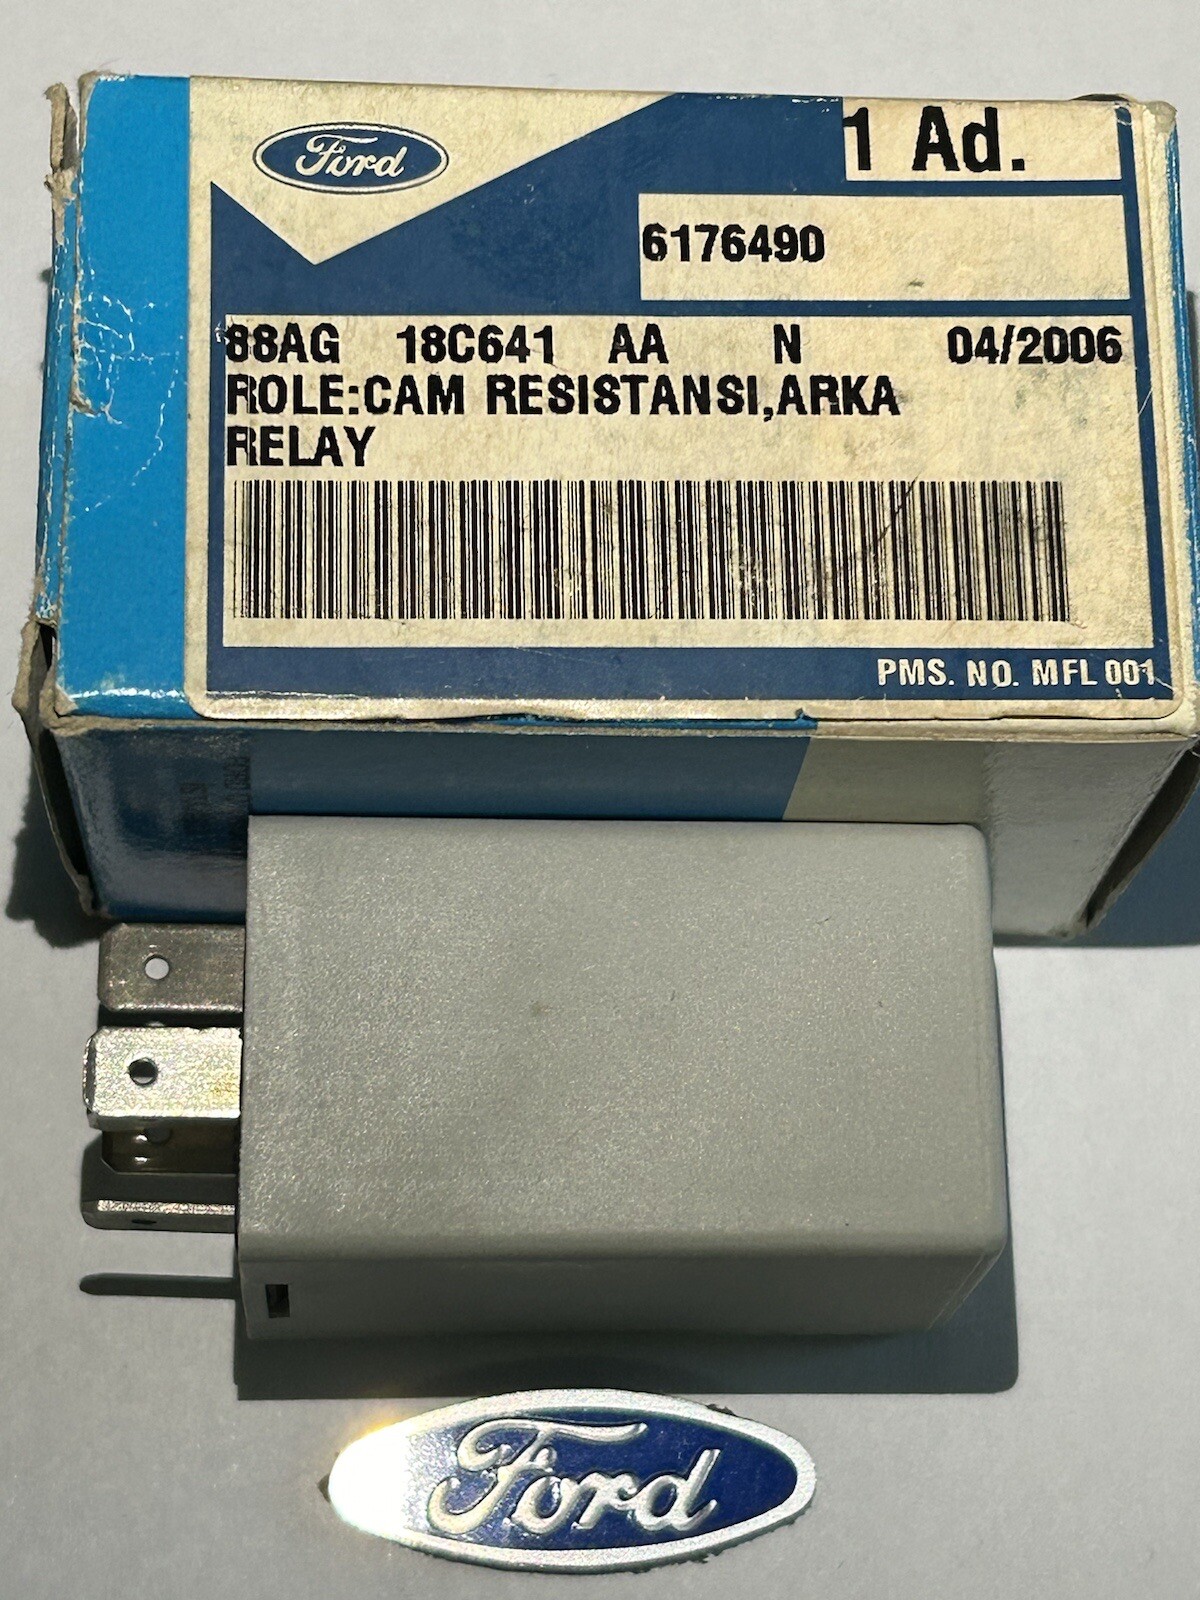 Ford
1 Ad.
6176490
88AG 18C641 AA N 04/2006
ROLE:CAM RESISTANSI,ARKA
RELAY
PMS. NO. MFL 001
Ford